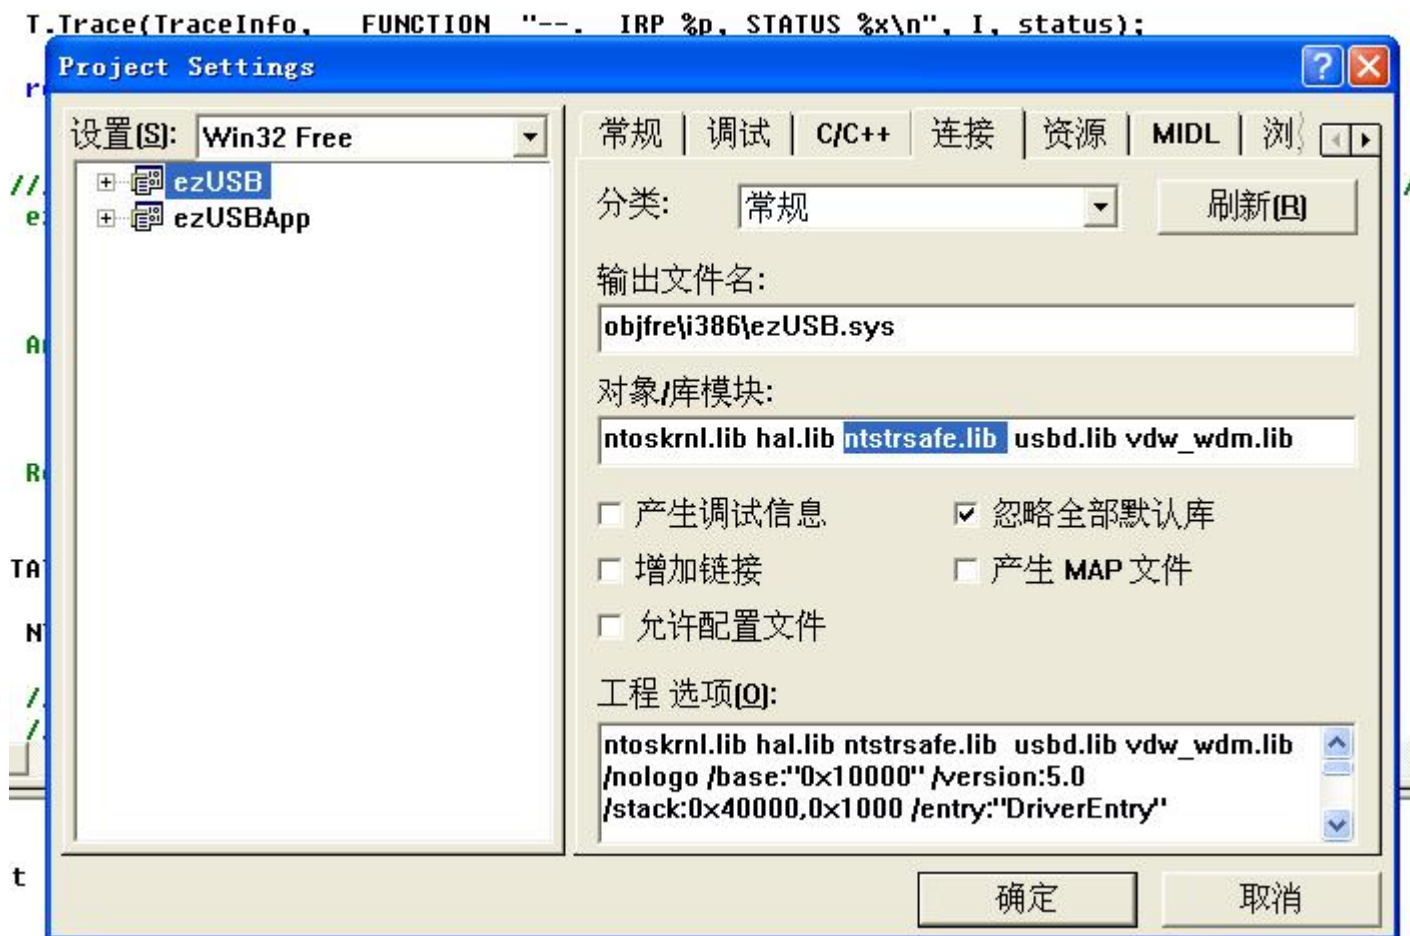 T.Trace(TraceInfo, FUNCTION "--. IRP %p, STATUS %x\n", I, status);
Project Settings
设置(S): Win32 Free
ezUSB
ezUSBApp
常规 调试 C/C++ 连接 资源 MIDL 浏
分类: 常规 刷新(R)
输出文件名:
objfre\i386\ezUSB.sys
对象/库模块:
ntoskrnl.lib hal.lib ntstrsafe.lib usbd.lib vdw_wdm.lib
产生调试信息 忽略全部默认库
增加链接 产生 MAP 文件
允许配置文件
工程 选项(O):
ntoskrnl.lib hal.lib ntstrsafe.lib usbd.lib vdw_wdm.lib
/nologo /base:"0x10000" /version:5.0
/stack:0x40000,0x1000 /entry:"DriverEntry"
确定 取消